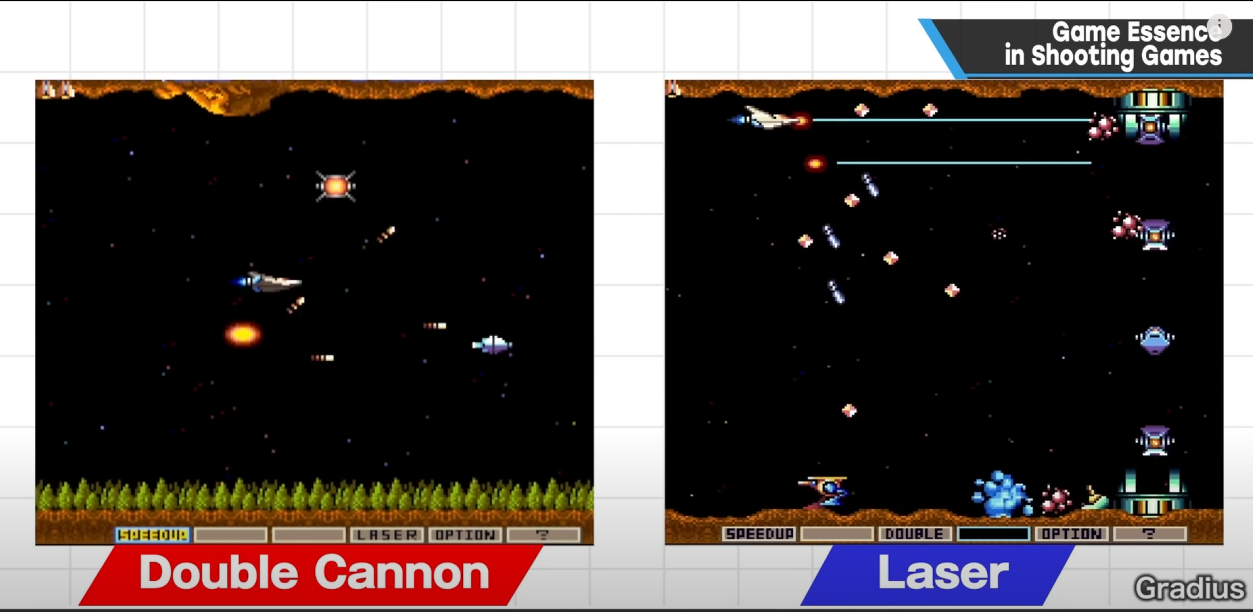 Game Essence
in Shooting Games
SPEEDUP LASER OPTION ?
SPEEDUP DOUBLE OPTION ?
Double Cannon
Laser
Gradius